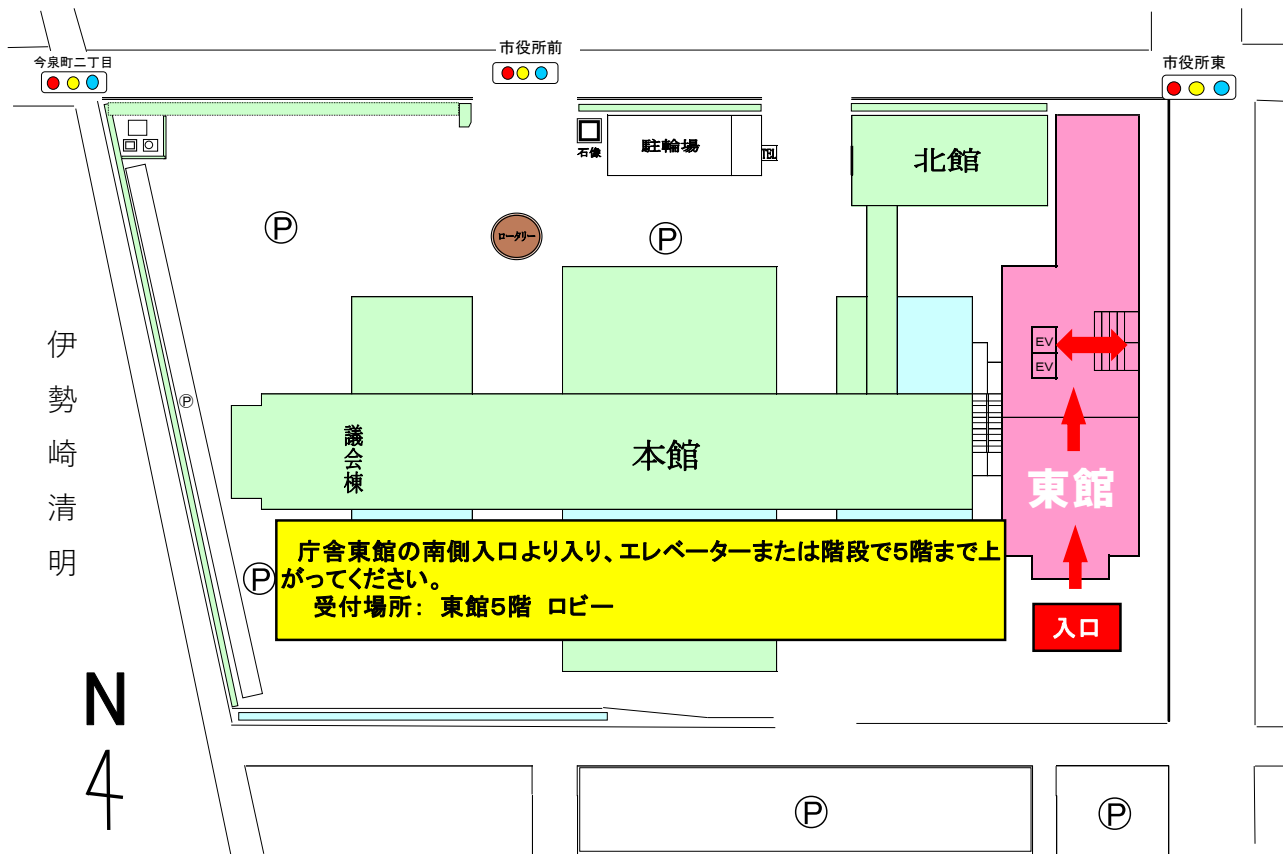 市役所前
今泉町二丁目
市役所東
石像
駐輪場
TEL
北館
P
ロータリー
P
伊勢崎清明
EV
EV
P
議会棟
本館
東館
庁舎東館の南側入口より入り、エレベーターまたは階段で5階まで上
がってください。
受付場所： 東館5階 ロビー
P
入口
N
P
P